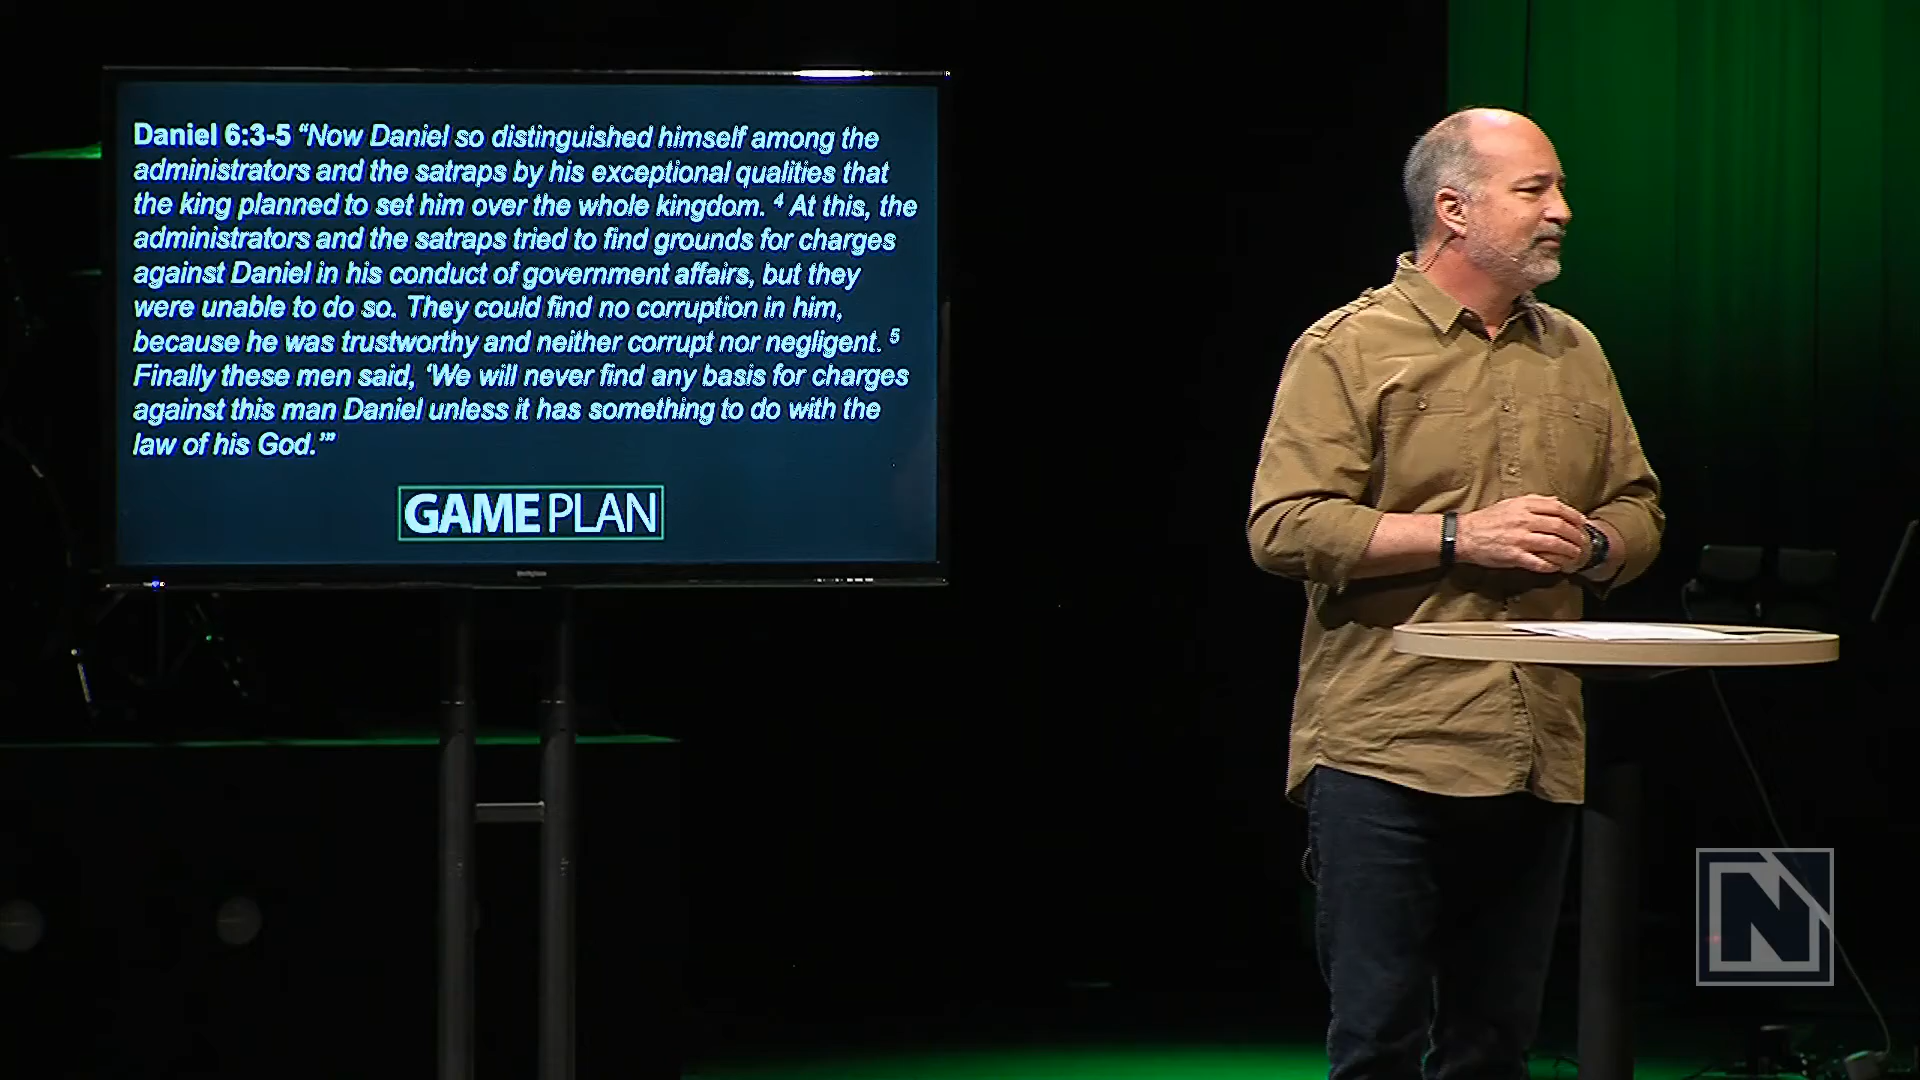 Daniel 6:3-5 “Now Daniel so distinguished himself among the
administrators and the satraps by his exceptional qualities that
the king planned to set him over the whole kingdom. 4 At this, the
administrators and the satraps tried to find grounds for charges
against Daniel in his conduct of government affairs, but they
were unable to do so. They could find no corruption in him,
because he was trustworthy and neither corrupt nor negligent. 5
Finally these men said, ‘We will never find any basis for charges
against this man Daniel unless it has something to do with the
law of his God.’”
GAME PLAN
N